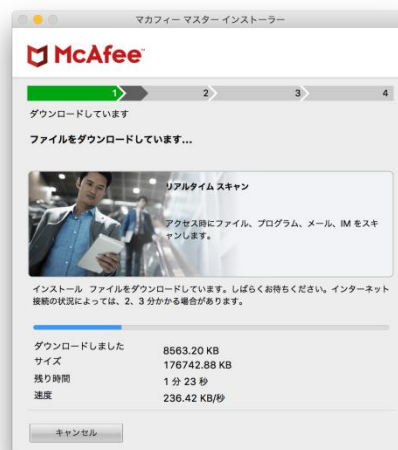 マカフィー マスター インストーラー
McAfee™
1 2 3 4
ダウンロードしています
ファイルをダウンロードしています...
リアルタイム スキャン
アクセス時にファイル、プログラム、メール、IM をスキ
ャンします。
インストール ファイルをダウンロードしています。しばらくお待ちください。インターネット
接続の状況によっては、2、3 分かかる場合があります。
ダウンロードしました 8563.20 KB
サイズ 176742.88 KB
残り時間 1 分 23 秒
速度 236.42 KB/秒
キャンセル